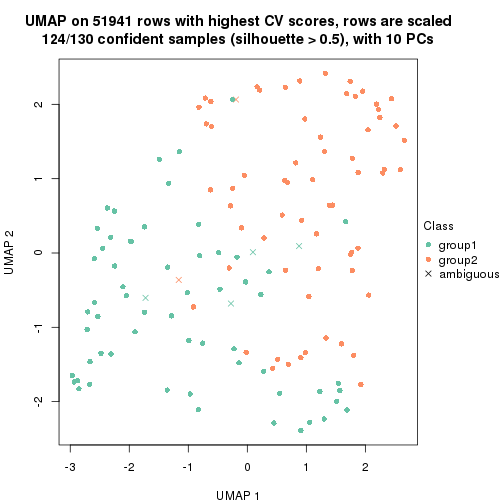 UMAP on 51941 rows with highest CV scores, rows are scaled
124/130 confident samples (silhouette > 0.5), with 10 PCs
2
1
0
-1
-2
UMAP 2
-3
-2
-1
0
1
2
UMAP 1
Class
group1
group2
ambiguous